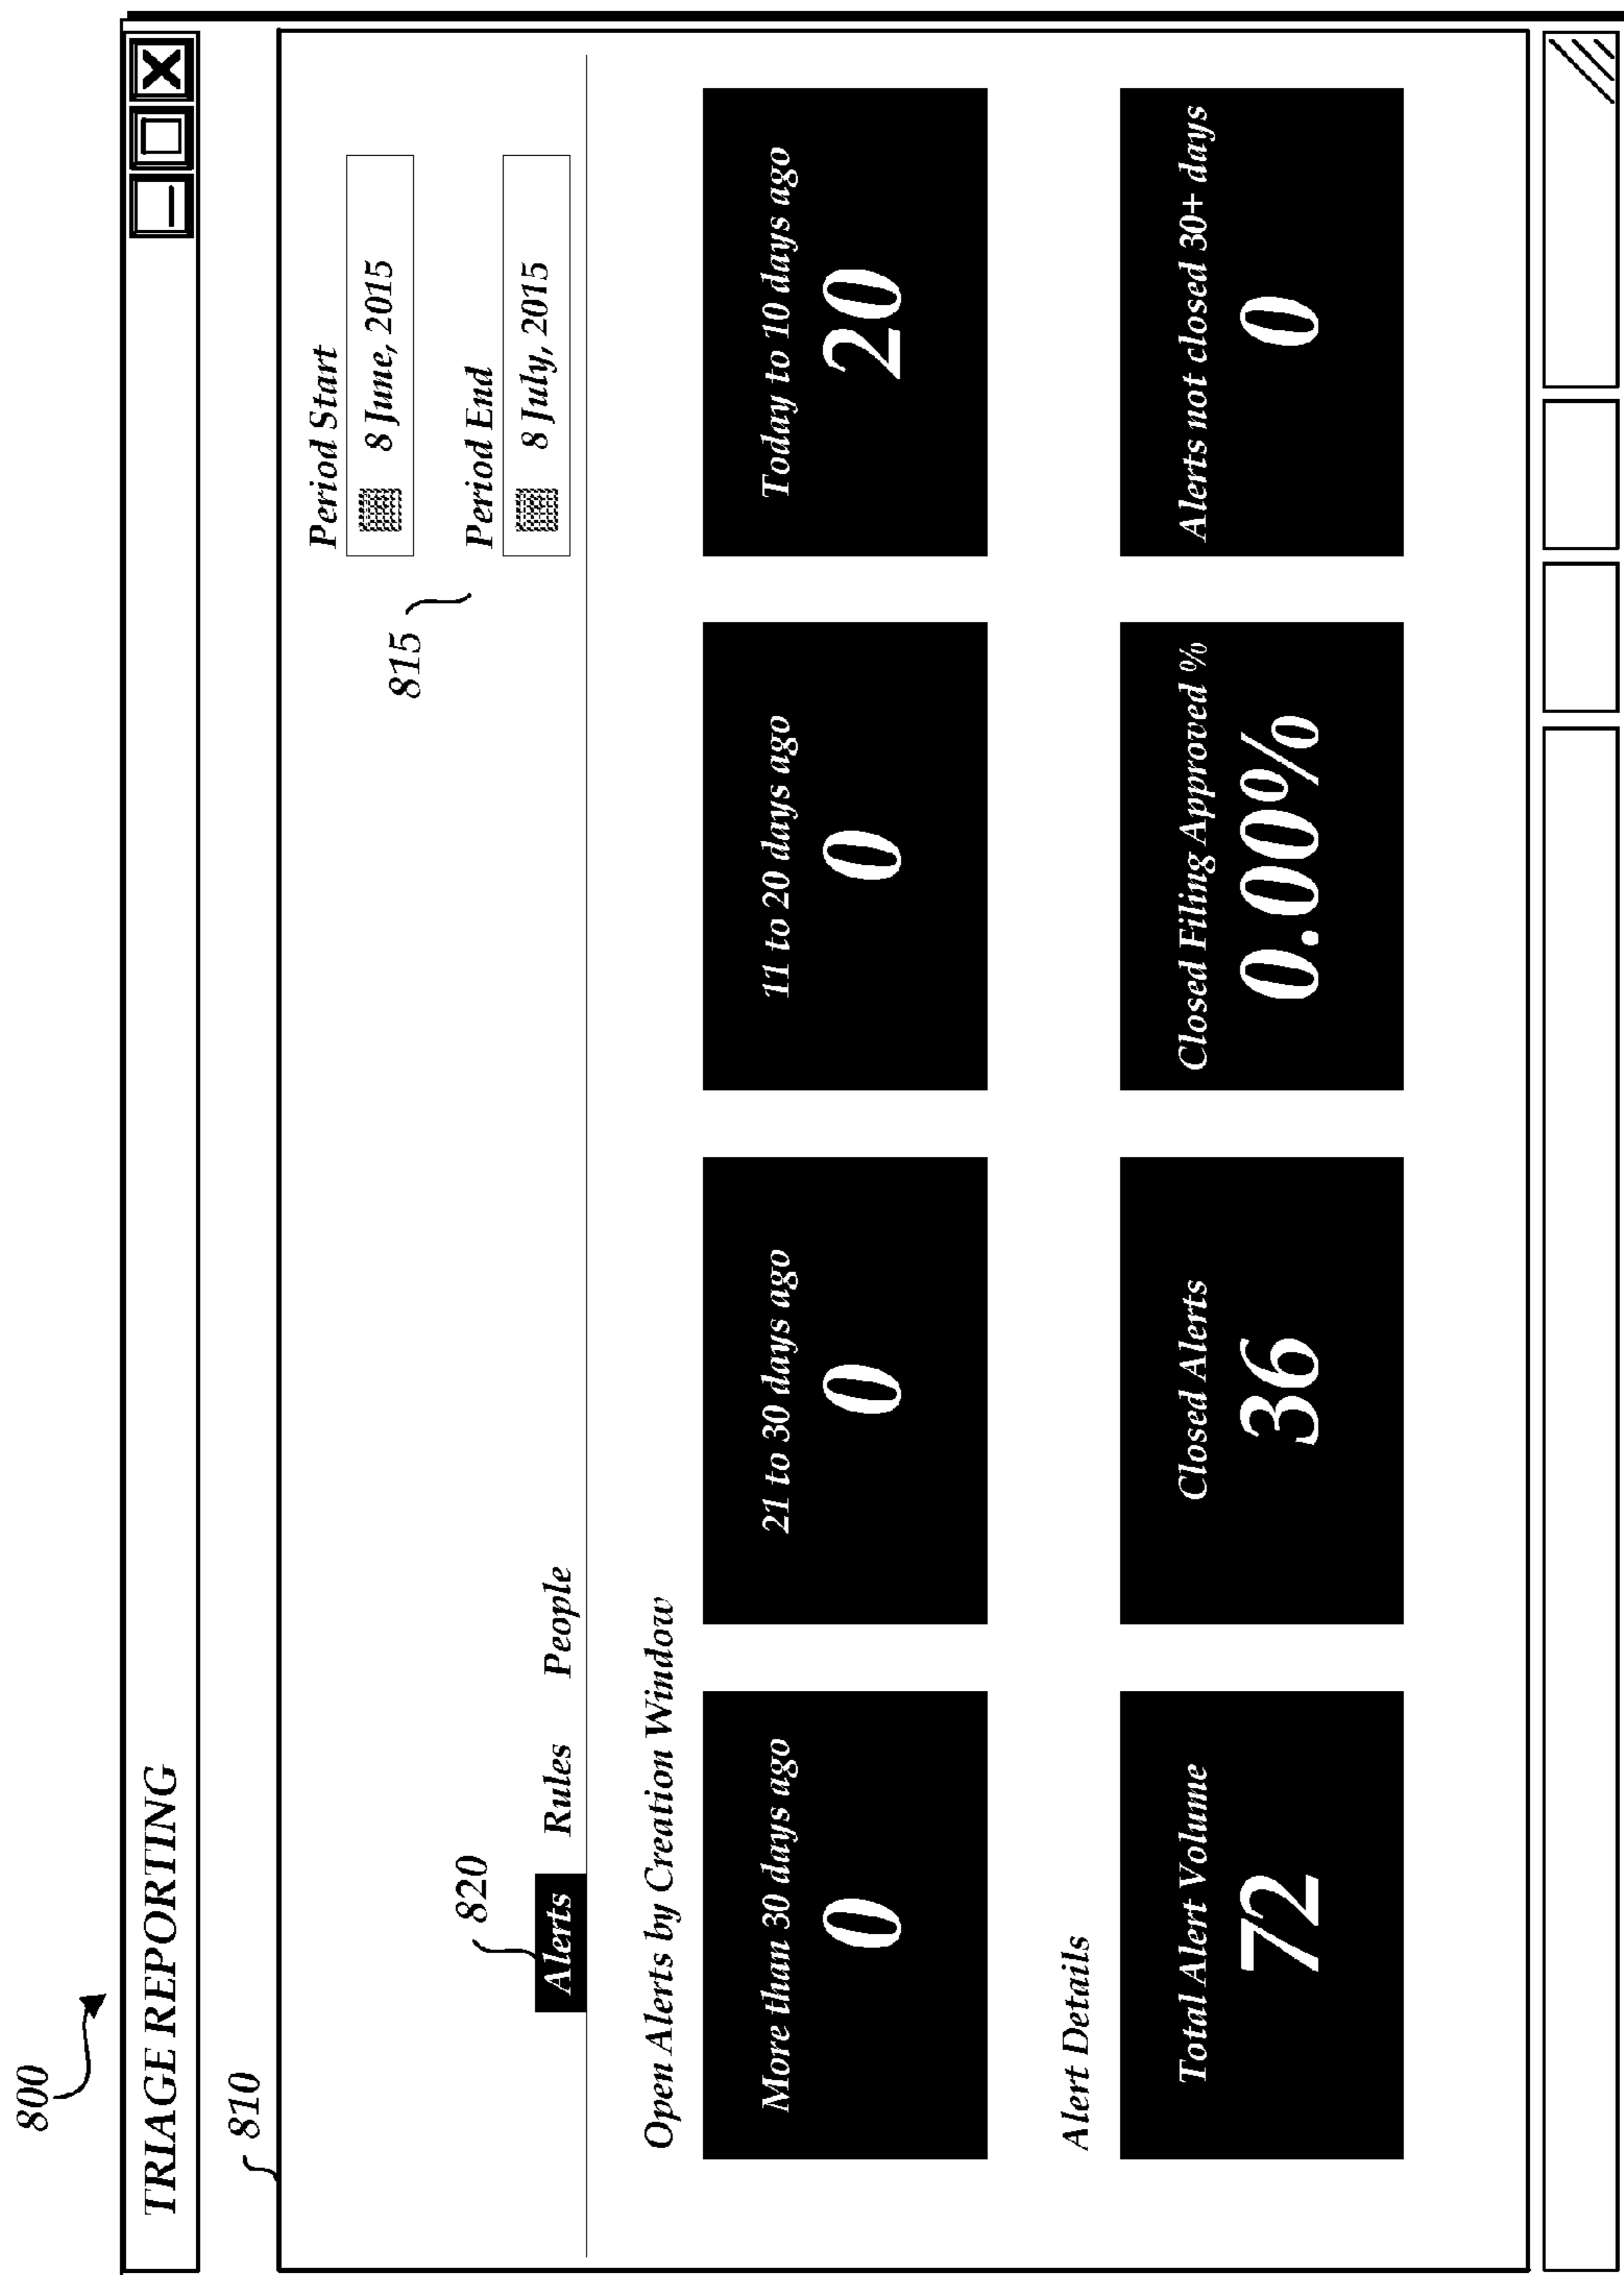 800
TRIAGE REPORTING
810
Period Start
8 June, 2015
815
Period End
8 July, 2015
820
Alerts Rules People
Open Alerts by Creation Window
More than 30 days ago
0
21 to 30 days ago
0
11 to 20 days ago
0
Today to 10 days ago
20
Alert Details
Total Alert Volume
72
Closed Alerts
36
Closed Filing Approved %
0.00%
Alerts not closed 30+ days
0